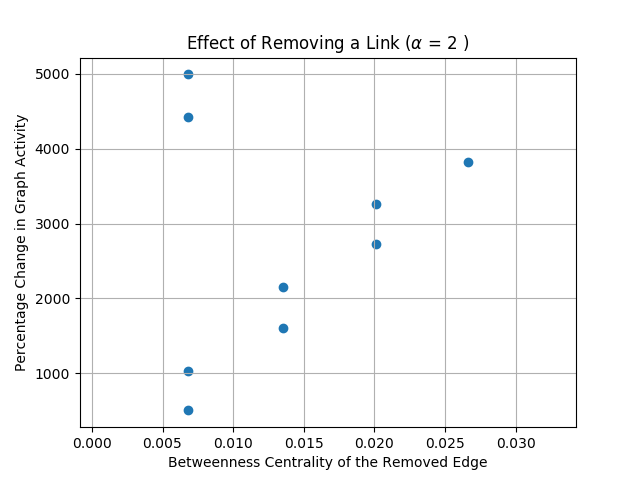 Effect of Removing a Link (α = 2 )
Percentage Change in Graph Activity
5000
4000
3000
2000
1000
0.000 0.005 0.010 0.015 0.020 0.025 0.030
Betweenness Centrality of the Removed Edge